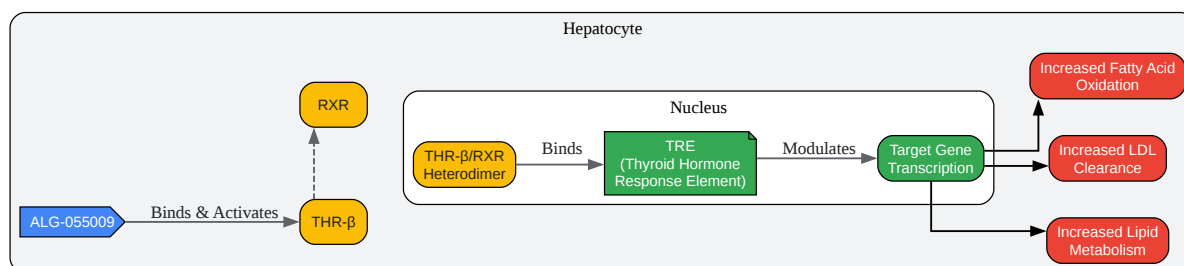 Hepatocyte
RXR
Nucleus
Increased Fatty Acid
Oxidation
THR-β/RXR
Heterodimer
Binds
TRE
(Thyroid Hormone
Response Element)
Modulates
Target Gene
Transcription
Increased LDL
Clearance
ALG-055009
Binds & Activates
THR-β
Increased Lipid
Metabolism